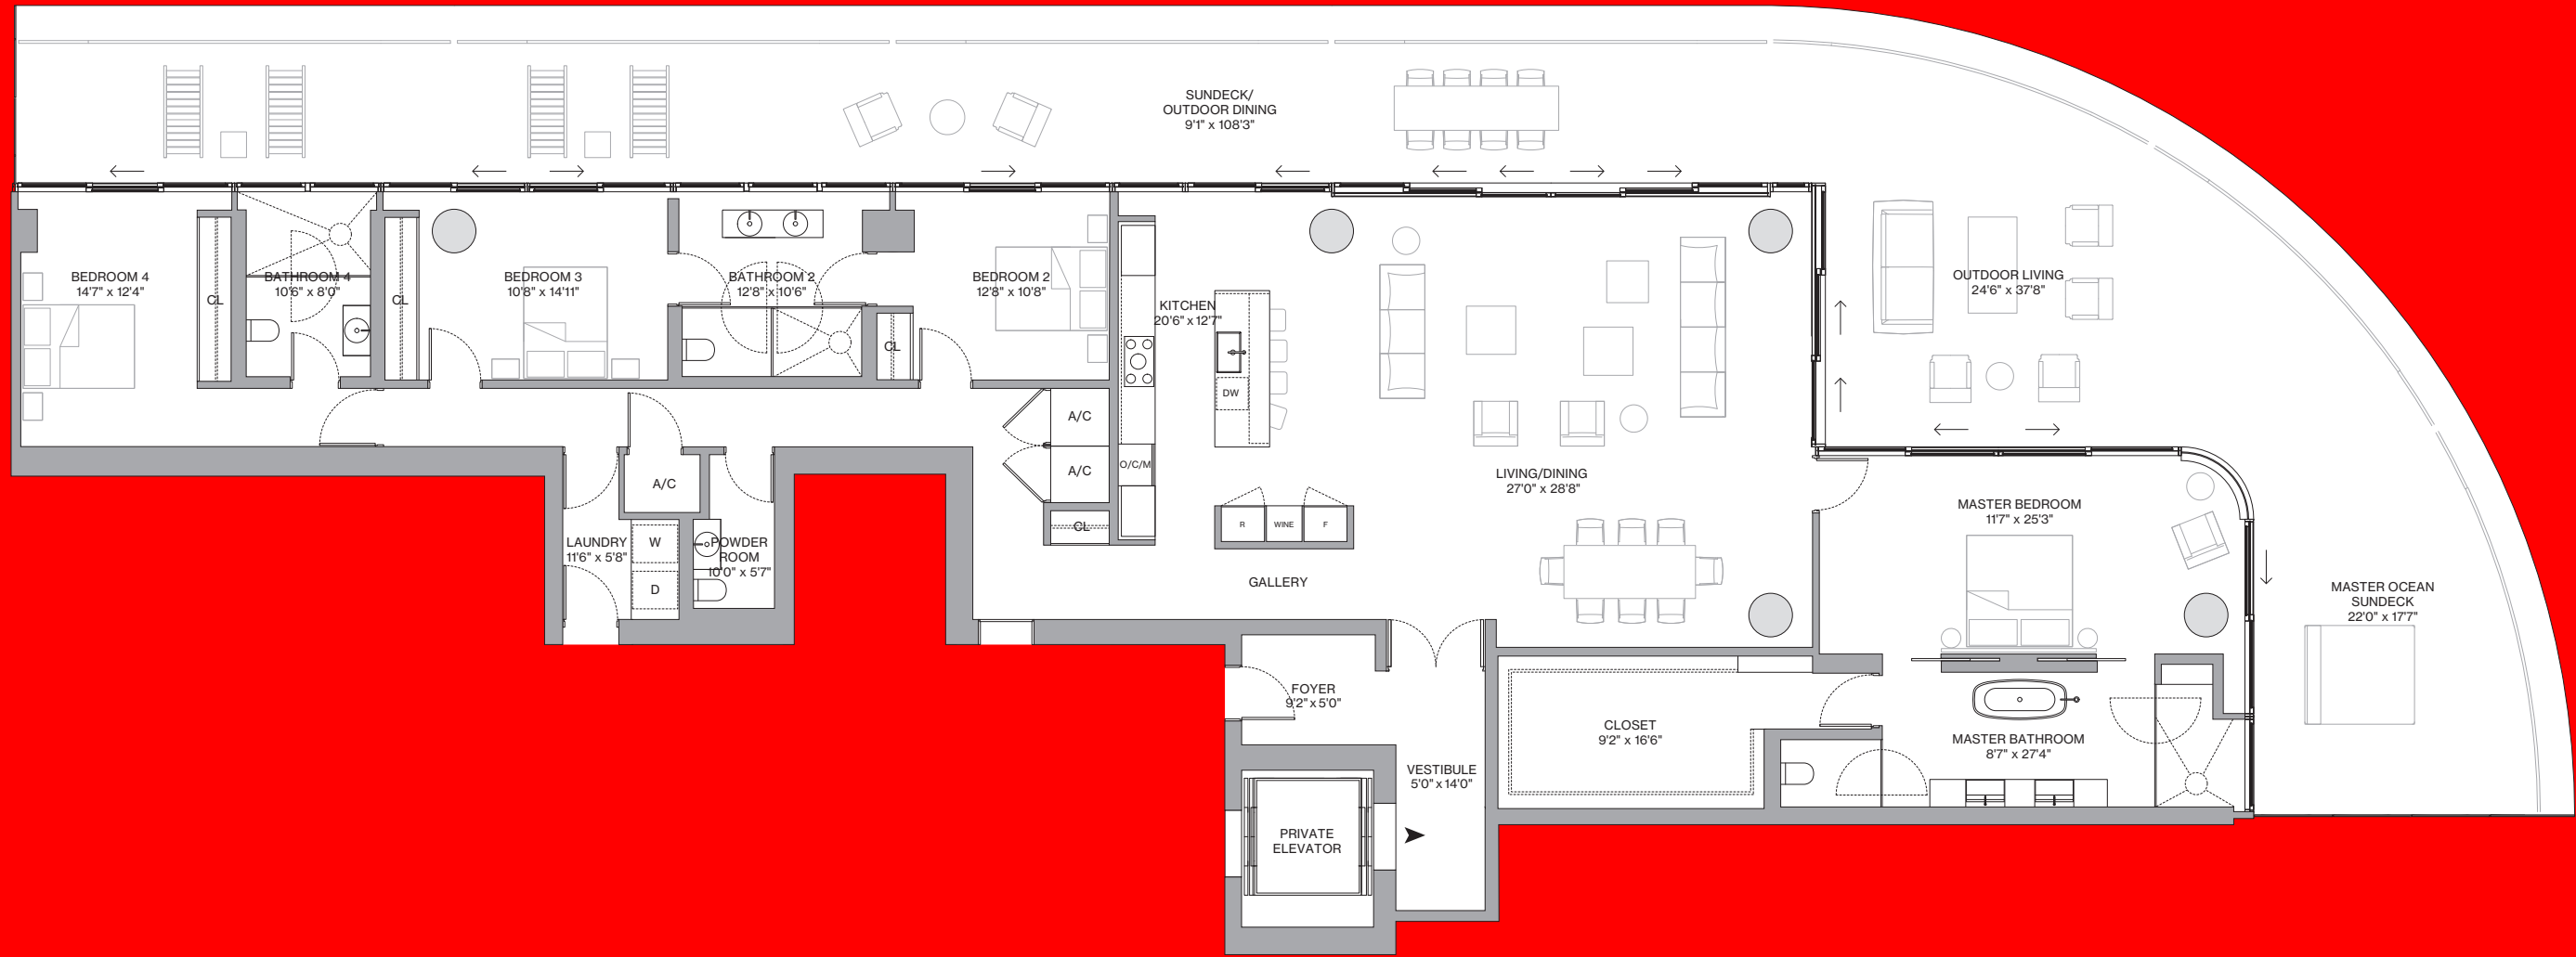 SUNDECK/
OUTDOOR DINING
9'1" x 108'3"
BEDROOM 4
14'7" x 12'4"
CL
BATHROOM 4
10'6" x 8'0"
CL
BEDROOM 3
10'8" x 14'11"
BATHROOM 2
12'8" x 10'6"
CL
BEDROOM 2
12'8" x 10'8"
KITCHEN
20'6" x 12'7"
DW
O/C/M
OUTDOOR LIVING
24'6" x 37'8"
A/C
A/C
A/C
CL
LIVING/DINING
27'0" x 28'8"
MASTER BEDROOM
11'7" x 25'3"
R
WINE
F
LAUNDRY
11'6" x 5'8"
W
D
POWDER
ROOM
10'0" x 5'7"
GALLERY
MASTER OCEAN
SUNDECK
22'0" x 17'7"
FOYER
9'2" x 5'0"
CLOSET
9'2" x 16'6"
MASTER BATHROOM
8'7" x 27'4"
VESTIBULE
5'0" x 14'0"
PRIVATE
ELEVATOR